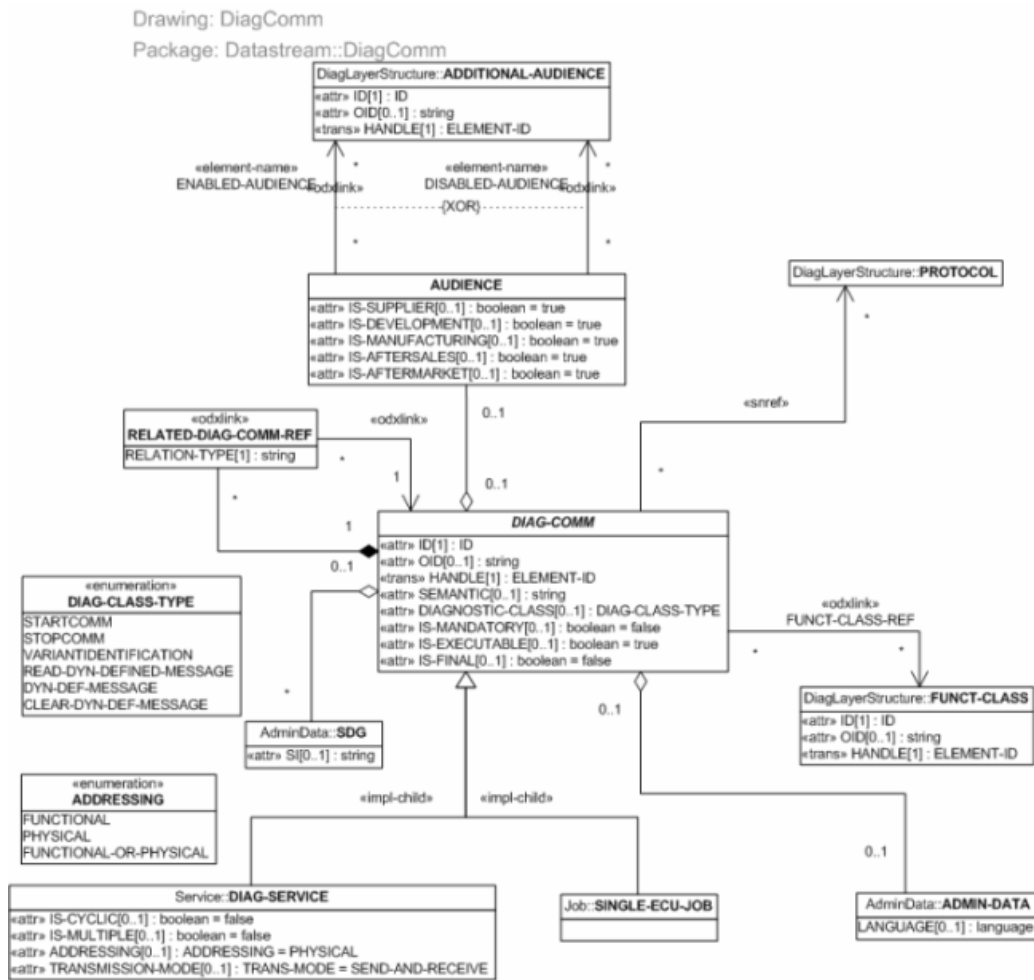 Drawing: DiagComm
Package: Datastream::DiagComm
DiagLayerStructure::ADDITIONAL-AUDIENCE
«attr» ID[1] : ID
«attr» OID[0..1] : string
«trans» HANDLE[1] : ELEMENT-ID
«element-name»
ENABLED-AUDIENCE
*
«odxlink»
«element-name»
DISABLED-AUDIENCE
*
«odxlink»
{XOR}
*
*
AUDIENCE
«attr» IS-SUPPLIER[0..1] : boolean = true
«attr» IS-DEVELOPMENT[0..1] : boolean = true
«attr» IS-MANUFACTURING[0..1] : boolean = true
«attr» IS-AFTERSALES[0..1] : boolean = true
«attr» IS-AFTERMARKET[0..1] : boolean = true
DiagLayerStructure::PROTOCOL
*
«snref»
*
0..1
0..1
«odxlink»
RELATED-DIAG-COMM-REF
RELATION-TYPE[1] : string
«odxlink»
*
1
*
1
0..1
DIAG-COMM
«attr» ID[1] : ID
«attr» OID[0..1] : string
«trans» HANDLE[1] : ELEMENT-ID
«attr» SEMANTIC[0..1] : string
«attr» DIAGNOSTIC-CLASS[0..1] : DIAG-CLASS-TYPE
«attr» IS-MANDATORY[0..1] : boolean = false
«attr» IS-EXECUTABLE[0..1] : boolean = true
«attr» IS-FINAL[0..1] : boolean = false
«enumeration»
DIAG-CLASS-TYPE
STARTCOMM
STOPCOMM
VARIANTIDENTIFICATION
READ-DYN-DEFINED-MESSAGE
DYN-DEF-MESSAGE
CLEAR-DYN-DEF-MESSAGE
«odxlink»
FUNCT-CLASS-REF
*
*
DiagLayerStructure::FUNCT-CLASS
«attr» ID[1] : ID
«attr» OID[0..1] : string
«trans» HANDLE[1] : ELEMENT-ID
*
AdminData::SDG
«attr» SI[0..1] : string
0..1
«enumeration»
ADDRESSING
FUNCTIONAL
PHYSICAL
FUNCTIONAL-OR-PHYSICAL
«impl-child»
«impl-child»
0..1
Service::DIAG-SERVICE
«attr» IS-CYCLIC[0..1] : boolean = false
«attr» IS-MULTIPLE[0..1] : boolean = false
«attr» ADDRESSING[0..1] : ADDRESSING = PHYSICAL
«attr» TRANSMISSION-MODE[0..1] : TRANS-MODE = SEND-AND-RECEIVE
Job::SINGLE-ECU-JOB
AdminData::ADMIN-DATA
LANGUAGE[0..1] : language